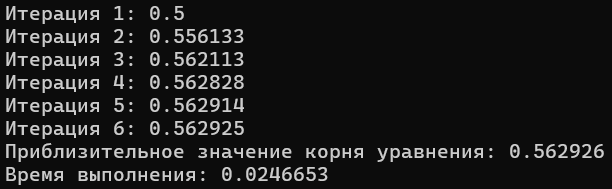 Итерация 1: 0.5
Итерация 2: 0.556133
Итерация 3: 0.562113
Итерация 4: 0.562828
Итерация 5: 0.562914
Итерация 6: 0.562925
Приблизительное значение корня уравнения: 0.562926
Время выполнения: 0.0246653